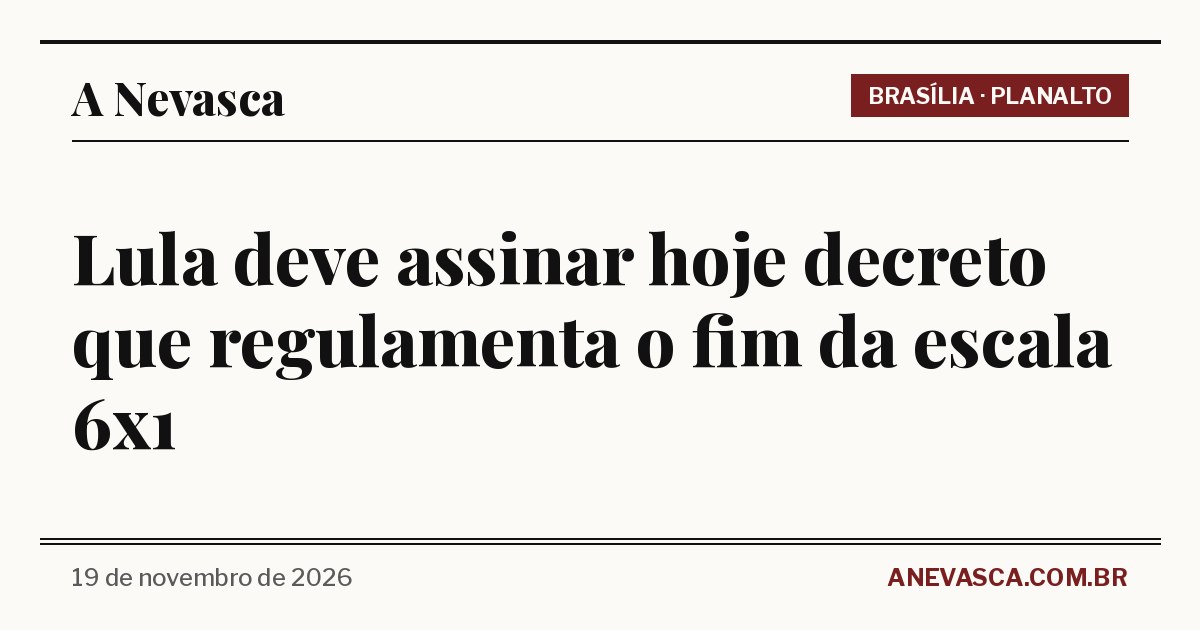 A Nevasca
BRASÍLIA · PLANALTO
Lula deve assinar hoje decreto
que regulamenta o fim da escala
6x1
19 de novembro de 2026
ANEVASCA.COM.BR